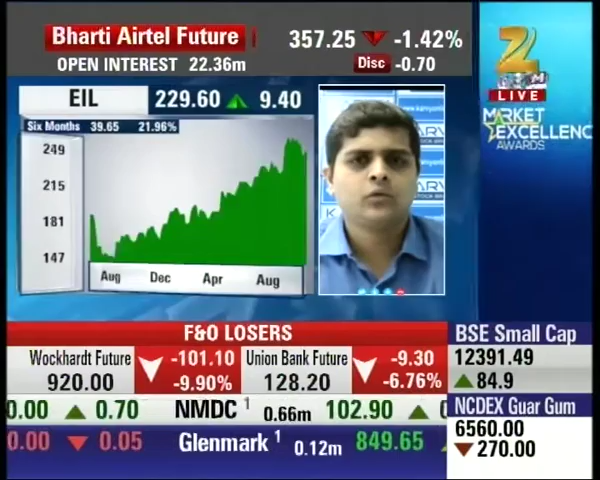 Bharti Airtel Future 357.25 -1.42%
OPEN INTEREST 22.36m Disc -0.70
LIVE
MARKET
EXCELLENC
AWARDS
EIL 229.60 9.40
Six Months 39.65 21.96%
249
215
181
147
Aug Dec Apr Aug
F&O LOSERS
Wockhardt Future -101.10
920.00 -9.90%
Union Bank Future -9.30
128.20 -6.76%
BSE Small Cap
12391.49
84.9
0.00 0.70 NMDC 1 0.66m 102.90
0.00 0.05 Glenmark 1 0.12m 849.65
NCDEX Guar Gum
6560.00
270.00